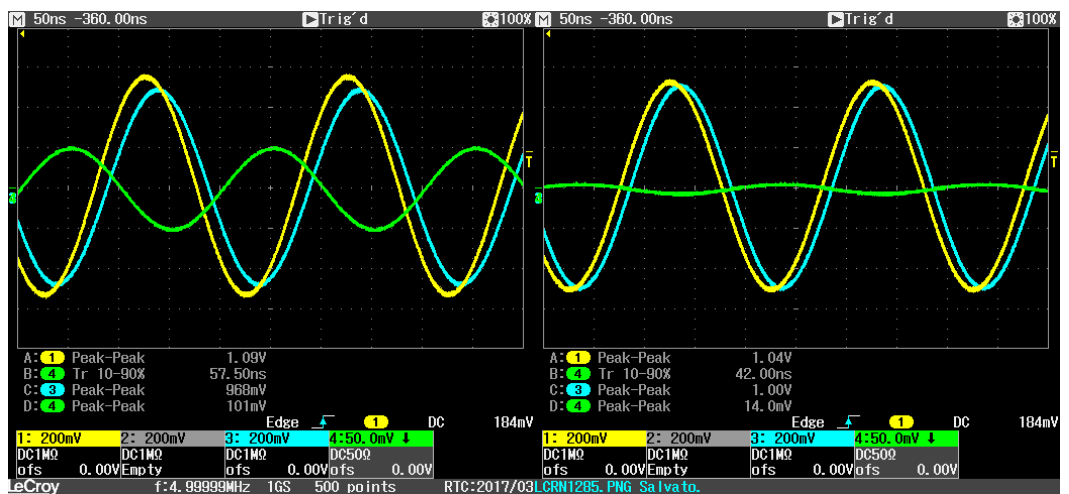 M 50ns -360.00ns Trig´d 100% M 50ns -360.00ns Trig´d 100%
T T
A: 1 Peak-Peak 1.09V A: 1 Peak-Peak 1.04V
B: 4 Tr 10-90% 57.50ns B: 4 Tr 10-90% 42.00ns
C: 3 Peak-Peak 968mV C: 3 Peak-Peak 1.00V
D: 4 Peak-Peak 101mV D: 4 Peak-Peak 14.0mV
Edge 1 DC 184mV Edge 1 DC 184mV
1: 200mV 2: 200mV 3: 200mV 4:50.0mV 1: 200mV 2: 200mV 3: 200mV 4:50.0mV
DC1MΩ DC1MΩ DC1MΩ DC50Ω DC1MΩ DC1MΩ DC1MΩ DC50Ω
ofs 0.00V Empty ofs 0.00V ofs 0.00V ofs 0.00V Empty ofs 0.00V ofs 0.00V
LeCroy f:4.99999MHz 1GS 500 points RTC:2017/03 LCRN1285.PNG Salvato.